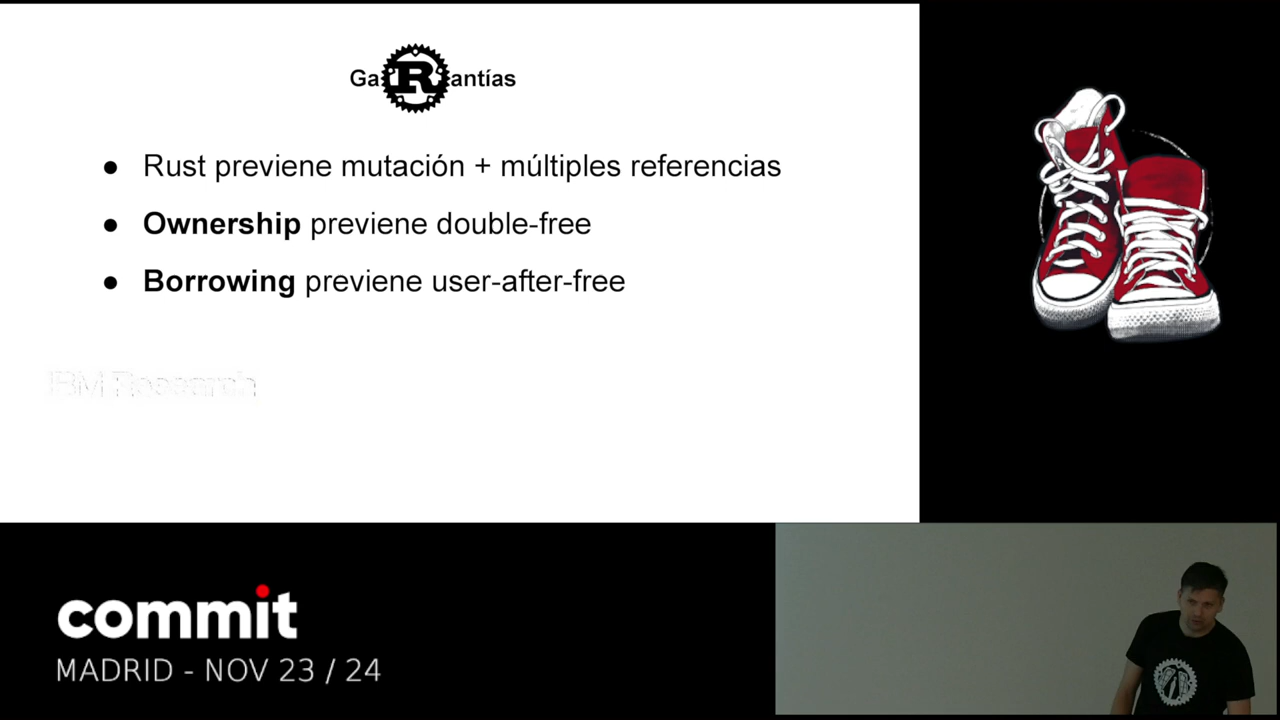 GaRantías
● Rust previene mutación + múltiples referencias
● Ownership previene double-free
● Borrowing previene user-after-free
IBM Research
commit
MADRID - NOV 23 / 24